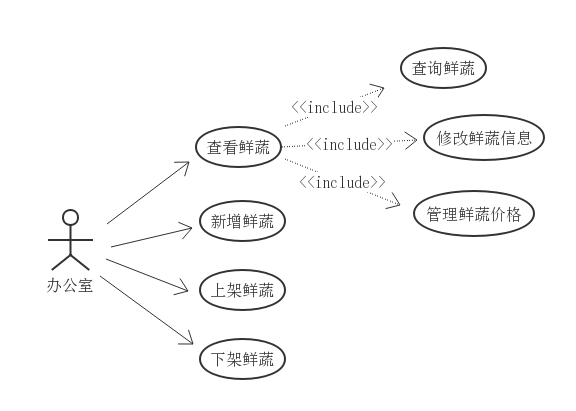 查询鲜蔬
<<include>>
查看鲜蔬
<<include>>
修改鲜蔬信息
<<include>>
管理鲜蔬价格
新增鲜蔬
办公室
上架鲜蔬
下架鲜蔬